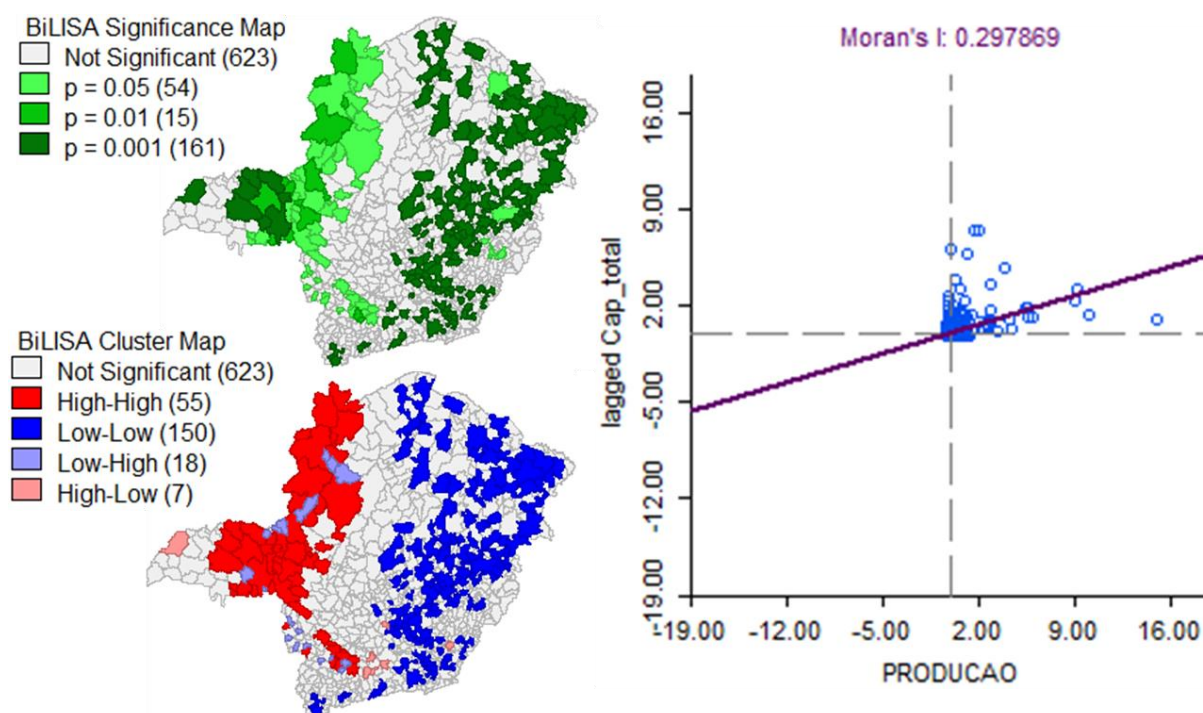 BiLISA Significance Map
Not Significant (623)
p = 0.05 (54)
p = 0.01 (15)
p = 0.001 (161)
BiLISA Cluster Map
Not Significant (623)
High-High (55)
Low-Low (150)
Low-High (18)
High-Low (7)
Moran's I: 0.297869
lagged Cap_total
16.00
9.00
2.00
-5.00
-12.00
-19.00
-19.00 -12.00 -5.00 2.00 9.00 16.00
PRODUCAO